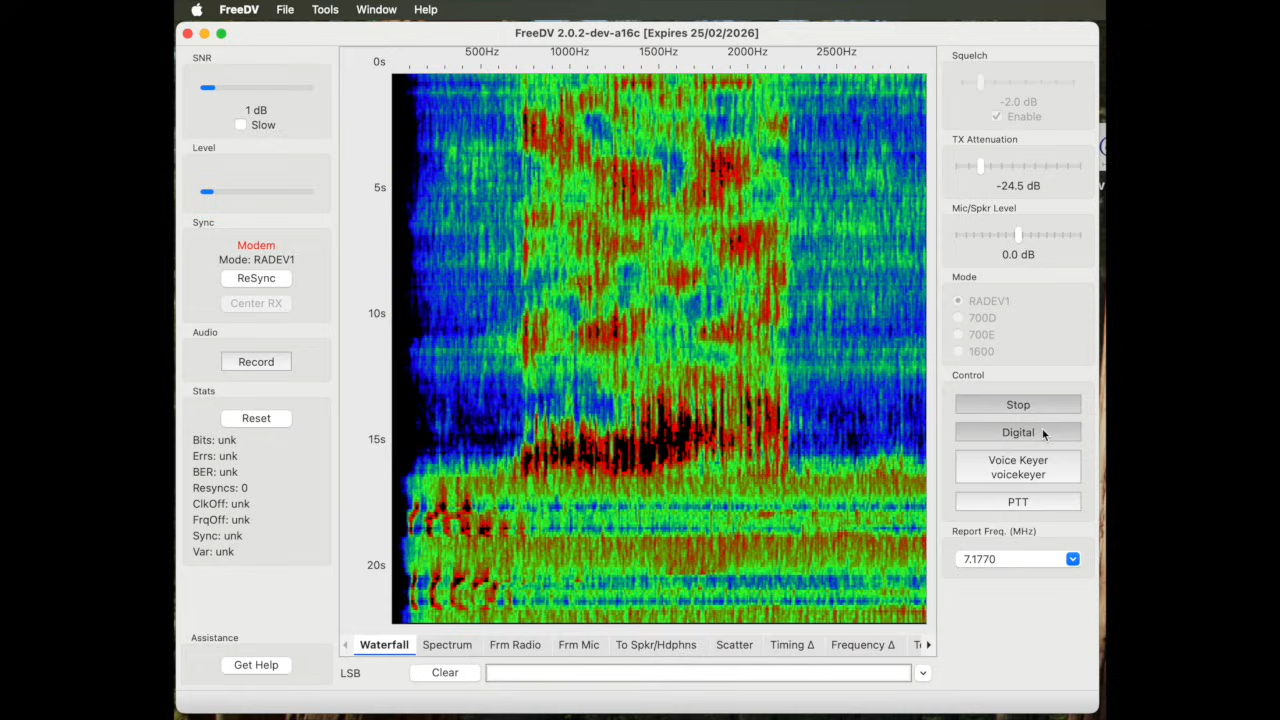 FreeDV File Tools Window Help
FreeDV 2.0.2-dev-a16c [Expires 25/02/2026]
SNR
1 dB
Slow
Level
Sync
Modem
Mode: RADEV1
ReSync
Center RX
Audio
Record
Stats
Reset
Bits: unk
Errs: unk
BER: unk
Resyncs: 0
ClkOff: unk
FrqOff: unk
Sync: unk
Var: unk
Assistance
Get Help
500Hz 1000Hz 1500Hz 2000Hz 2500Hz
0s
5s
10s
15s
20s
Waterfall Spectrum Frm Radio Frm Mic To Spkr/Hdphns Scatter Timing Δ Frequency Δ
LSB Clear
Squelch
-2.0 dB
Enable
TX Attenuation
-24.5 dB
Mic/Spkr Level
0.0 dB
Mode
RADEV1
700D
700E
1600
Control
Stop
Digital
Voice Keyer
voicekeyer
PTT
Report Freq. (MHz)
7.1770